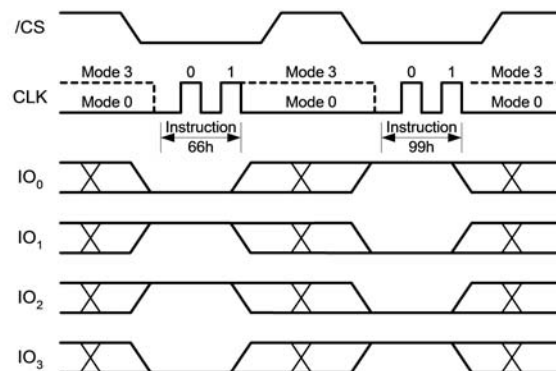 /CS
Mode 3 0 1 Mode 3 0 1 Mode 3
CLK
Mode 0 Mode 0 Mode 0
Instruction Instruction
66h 99h
IO0
IO1
IO2
IO3